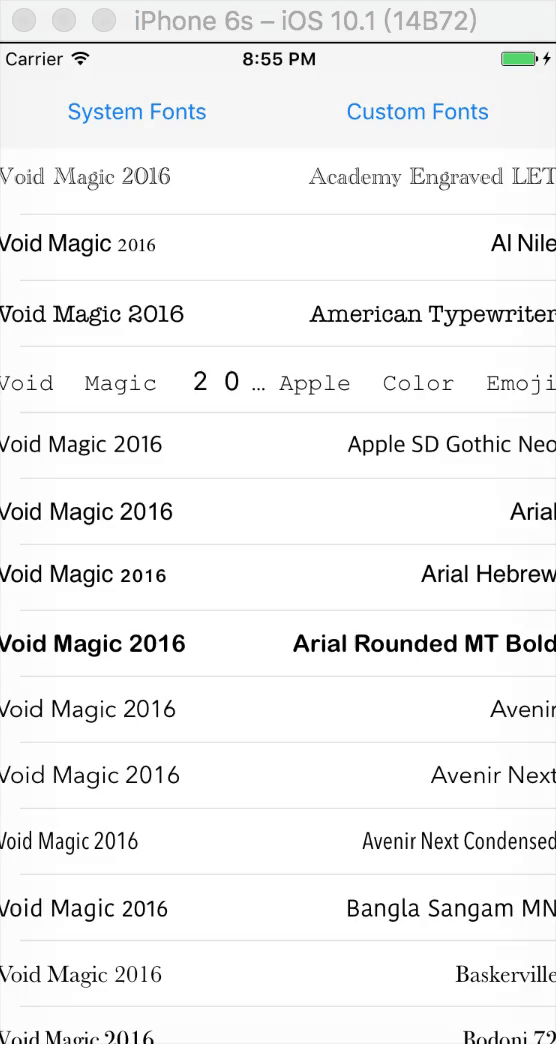 iPhone 6s – iOS 10.1 (14B72)
Carrier 8:55 PM
System Fonts Custom Fonts
Void Magic 2016 Academy Engraved LET
Void Magic 2016 Al Nile
Void Magic 2016 American Typewriter
Void Magic 2 0 … Apple Color Emoji
Void Magic 2016 Apple SD Gothic Neo
Void Magic 2016 Arial
Void Magic 2016 Arial Hebrew
Void Magic 2016 Arial Rounded MT Bold
Void Magic 2016 Avenir
Void Magic 2016 Avenir Next
Void Magic 2016 Avenir Next Condensed
Void Magic 2016 Bangla Sangam MN
Void Magic 2016 Baskerville
Void Magic 2016 Bodoni 72